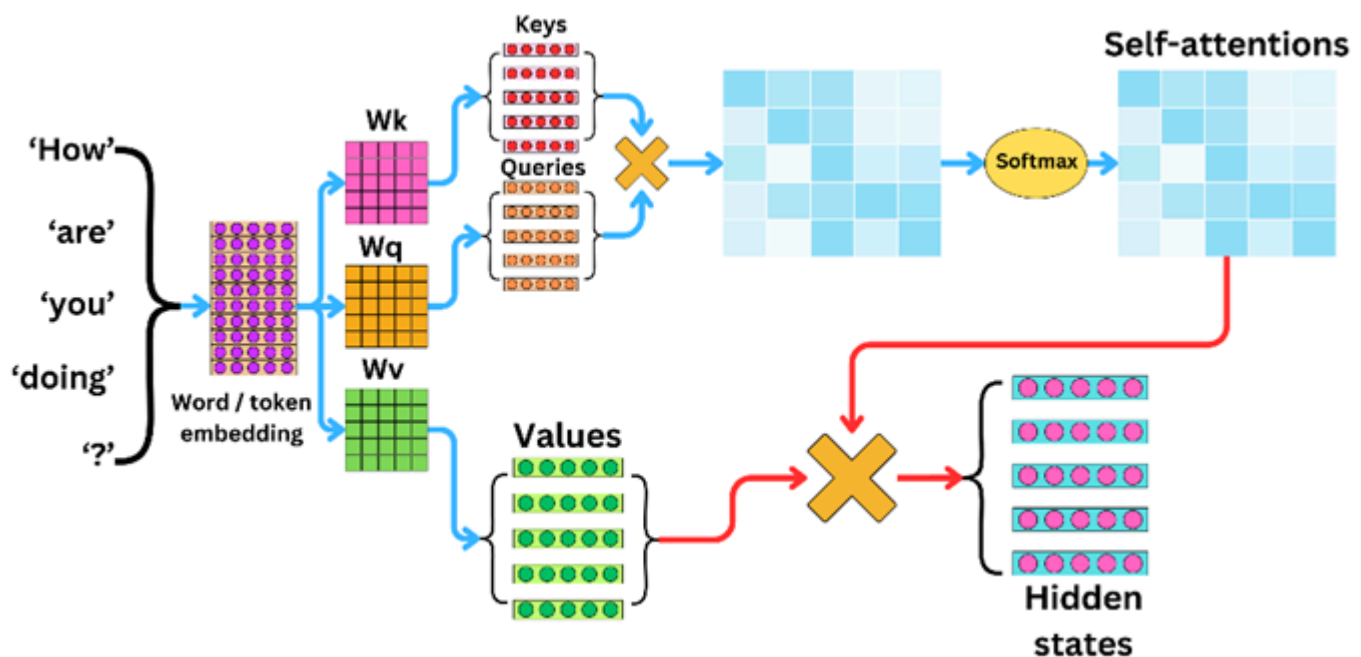 ‘How’
‘are’
‘you’
‘doing’
‘?’
Word / token
embedding
Wk
Wq
Wv
Keys
Queries
Values
Softmax
Self-attentions
Hidden
states